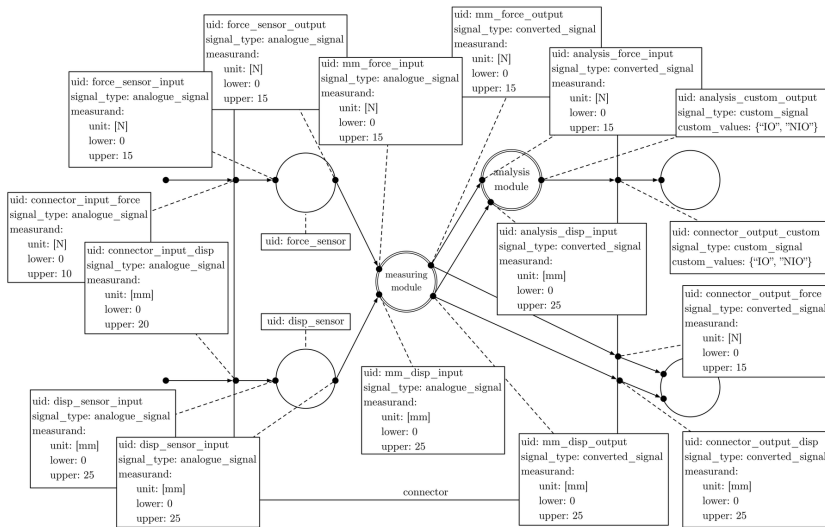 uid: force_sensor_output
signal_type: analogue_signal
measurand:
unit: [N]
lower: 0
upper: 15
uid: mm_force_output
signal_type: converted_signal
measurand:
unit: [N]
lower: 0
upper: 15
uid: force_sensor_input
signal_type: analogue_signal
measurand:
unit: [N]
lower: 0
upper: 15
uid: mm_force_input
signal_type: analogue_signal
measurand:
unit: [N]
lower: 0
upper: 15
uid: analysis_force_input
signal_type: converted_signal
measurand:
unit: [N]
lower: 0
upper: 15
uid: analysis_custom_output
signal_type: custom_signal
custom_values: {“IO”, ”NIO”}
analysis
module
uid: connector_input_force
signal_type: analogue_signal
measurand:
unit: [N]
lower: 0
upper: 10
uid: connector_input_disp
signal_type: analogue_signal
measurand:
unit: [mm]
lower: 0
upper: 20
uid: force_sensor
measuring
module
uid: analysis_disp_input
signal_type: converted_signal
measurand:
unit: [mm]
lower: 0
upper: 25
uid: connector_output_custom
signal_type: custom_signal
custom_values: {“IO”, ”NIO”}
uid: connector_output_force
signal_type: converted_signal
measurand:
unit: [N]
lower: 0
upper: 15
uid: disp_sensor
uid: mm_disp_input
signal_type: analogue_signal
measurand:
unit: [mm]
lower: 0
upper: 25
uid: disp_sensor_input
signal_type: analogue_signal
measurand:
unit: [mm]
lower: 0
upper: 25
uid: disp_sensor_input
signal_type: analogue_signal
measurand:
unit: [mm]
lower: 0
upper: 25
connector
uid: mm_disp_output
signal_type: converted_signal
measurand:
unit: [mm]
lower: 0
upper: 25
uid: connector_output_disp
signal_type: converted_signal
measurand:
unit: [mm]
lower: 0
upper: 25